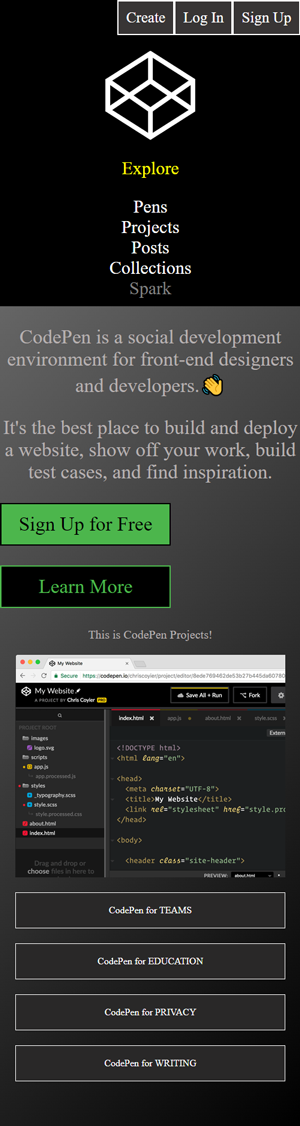 Create Log In Sign Up
Explore
Pens
Projects
Posts
Collections
Spark
CodePen is a social development
environment for front-end designers
and developers.
It's the best place to build and deploy
a website, show off your work, build
test cases, and find inspiration.
Sign Up for Free
Learn More
This is CodePen Projects!
My Website
Secure https://codepen.io/chriscoyier/project/editor/
My Website
A PROJECT BY Chris Coyier PRO
Save All + Run
Fork
index.html app.js about.html style.scss
images
logo.svg
scripts
app.js
app.processed.js
styles
_typography.scss
style.scss
style.processed.css
about.html
index.html
Drag and drop or
choose files in here to
Extern
<!DOCTYPE html>
<html lang="en">
<head>
<meta charset="UTF-8">
<title>My Website</title>
<link rel="stylesheet" href="style.pro
</head>
<body>
<header class="site-header">
PREVIEW: about.html
CodePen for TEAMS
CodePen for EDUCATION
CodePen for PRIVACY
CodePen for WRITING